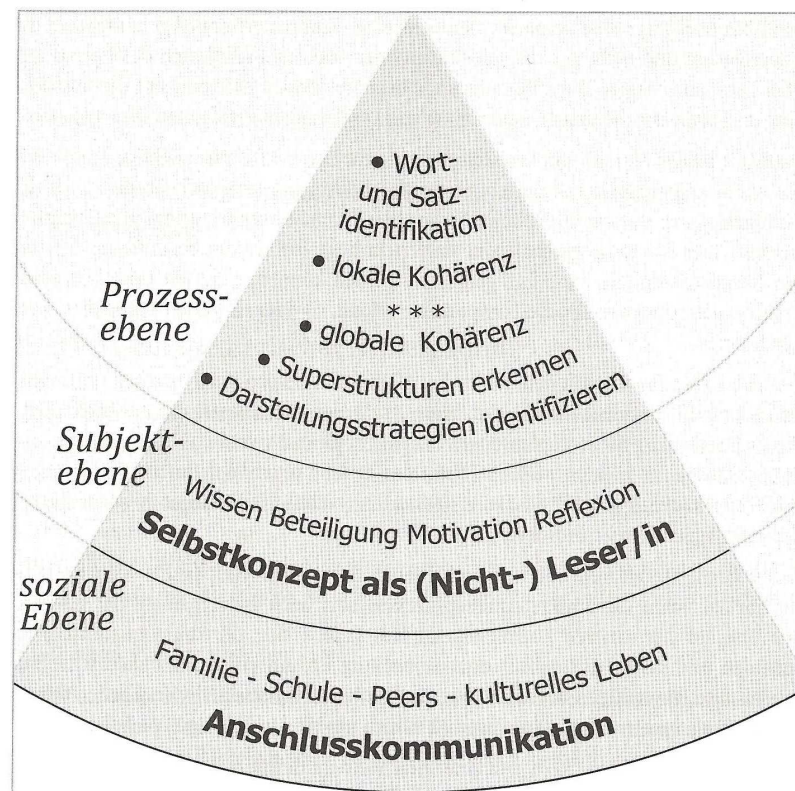 • Wort-
und Satz-
identifikation
• lokale Kohärenz
Prozess-
ebene
* * *
• globale Kohärenz
• Superstrukturen erkennen
• Darstellungsstrategien identifizieren
Subjekt-
ebene
Wissen Beteiligung Motivation Reflexion
Selbstkonzept als (Nicht-) Leser/in
soziale
Ebene
Familie - Schule - Peers - kulturelles Leben
Anschlusskommunikation